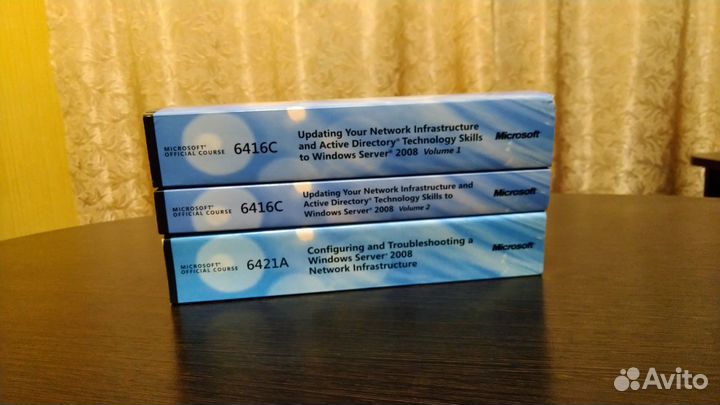 MICROSOFT
OFFICIAL COURSE
6416C
Updating Your Network Infrastructure
and Active Directory® Technology Skills
to Windows Server® 2008 Volume 1
Microsoft
MICROSOFT
OFFICIAL COURSE
6416C
Updating Your Network Infrastructure and
Active Directory® Technology Skills to
Windows Server® 2008 Volume 2
Microsoft
MICROSOFT
OFFICIAL COURSE
6421A
Configuring and Troubleshooting a
Windows Server® 2008
Network Infrastructure
Microsoft
Avito